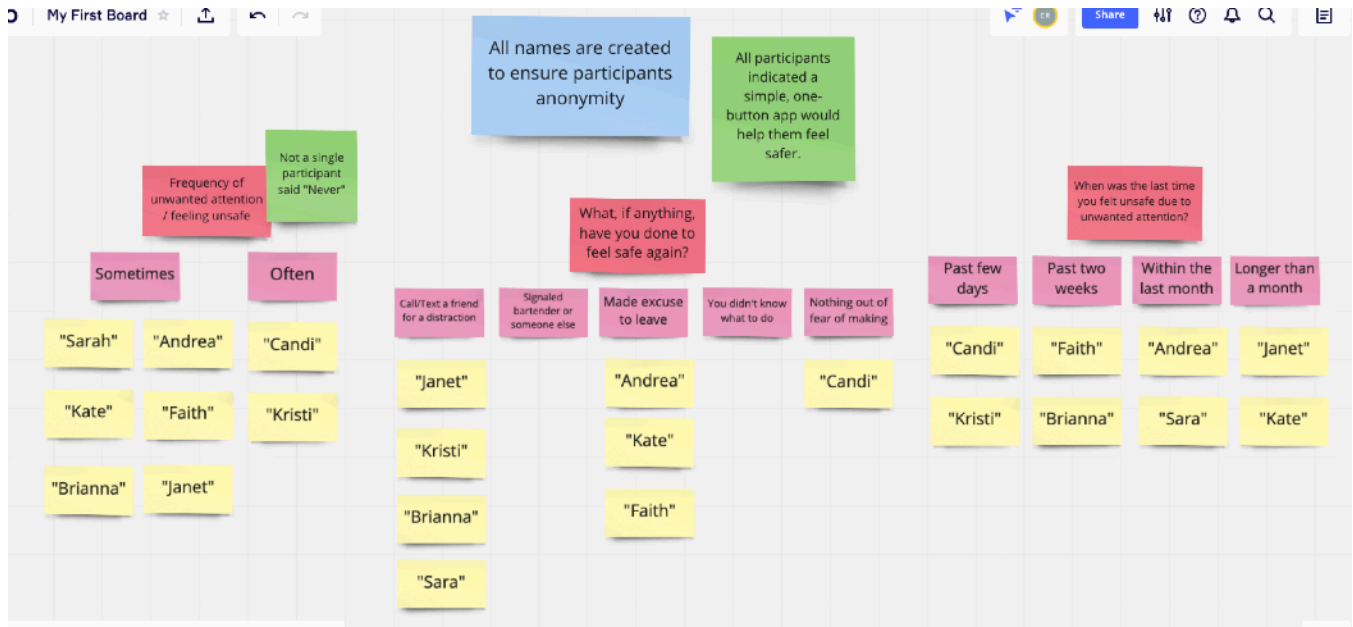 My First Board
Share
CR
All names are created
to ensure participants
anonymity
All participants
indicated a
simple, one-
button app would
help them feel
safer.
Frequency of
unwanted attention
/ feeling unsafe
Not a single
participant
said "Never"
Sometimes
Often
"Sarah"
"Andrea"
"Candi"
"Kate"
"Faith"
"Kristi"
"Brianna"
"Janet"
What, if anything,
have you done to
feel safe again?
Call/Text a friend
for a distraction
Signaled
bartender or
someone else
Made excuse
to leave
You didn't know
what to do
Nothing out of
fear of making
"Janet"
"Andrea"
"Candi"
"Kristi"
"Kate"
"Brianna"
"Faith"
"Sara"
When was the last time
you felt unsafe due to
unwanted attention?
Past few
days
Past two
weeks
Within the
last month
Longer than
a month
"Candi"
"Faith"
"Andrea"
"Janet"
"Kristi"
"Brianna"
"Sara"
"Kate"